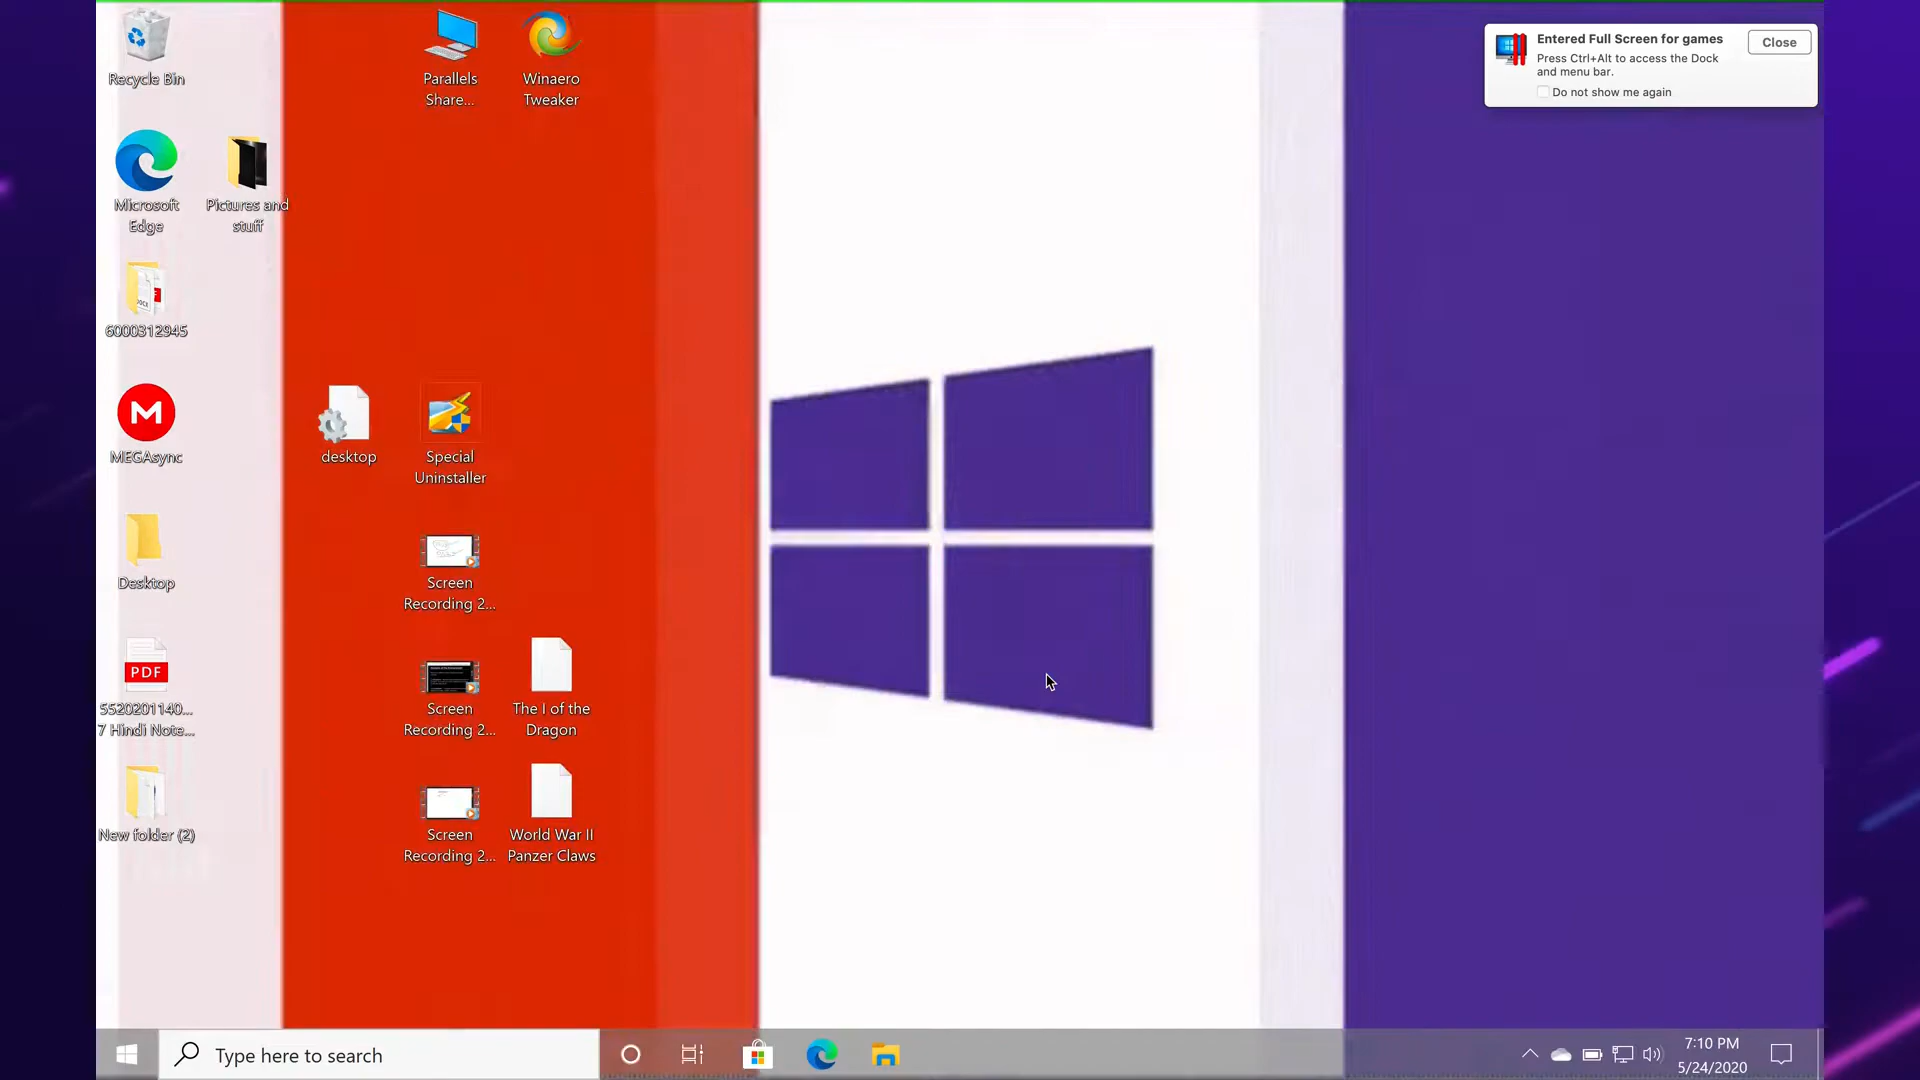 Recycle Bin
Parallels
Share...
Winaero
Tweaker
Entered Full Screen for games
Press Ctrl+Alt to access the Dock
and menu bar.
Do not show me again
Close
Microsoft
Edge
Pictures and
stuff
6000312945
MEGAsync
desktop
Special
Uninstaller
Desktop
Screen
Recording 2...
PDF
5520201140...
7 Hindi Note...
Screen
Recording 2...
The I of the
Dragon
New folder (2)
Screen
Recording 2...
World War II
Panzer Claws
Type here to search
7:10 PM
5/24/2020